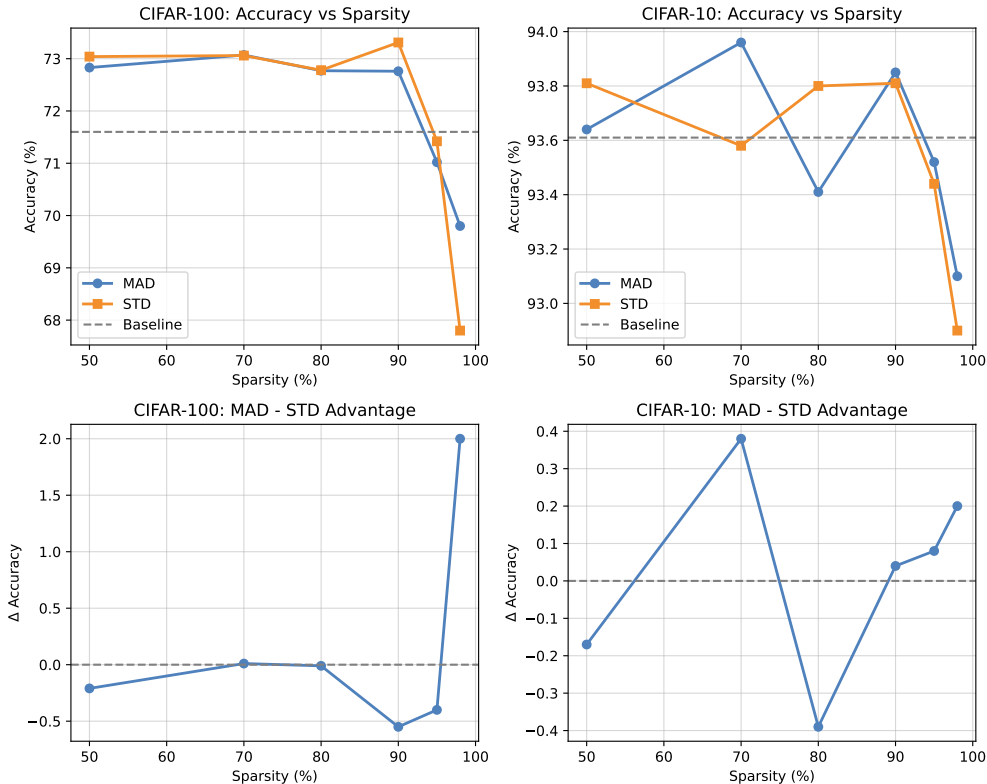 CIFAR-100: Accuracy vs Sparsity
73
72
71
70
69
68
Accuracy (%)
MAD
STD
Baseline
50
60
70
80
90
100
Sparsity (%)
CIFAR-10: Accuracy vs Sparsity
94.0
93.8
93.6
93.4
93.2
93.0
Accuracy (%)
MAD
STD
Baseline
50
60
70
80
90
100
Sparsity (%)
CIFAR-100: MAD - STD Advantage
2.0
1.5
1.0
0.5
0.0
−0.5
Δ Accuracy
50
60
70
80
90
100
Sparsity (%)
CIFAR-10: MAD - STD Advantage
0.4
0.3
0.2
0.1
0.0
−0.1
−0.2
−0.3
−0.4
Δ Accuracy
50
60
70
80
90
100
Sparsity (%)